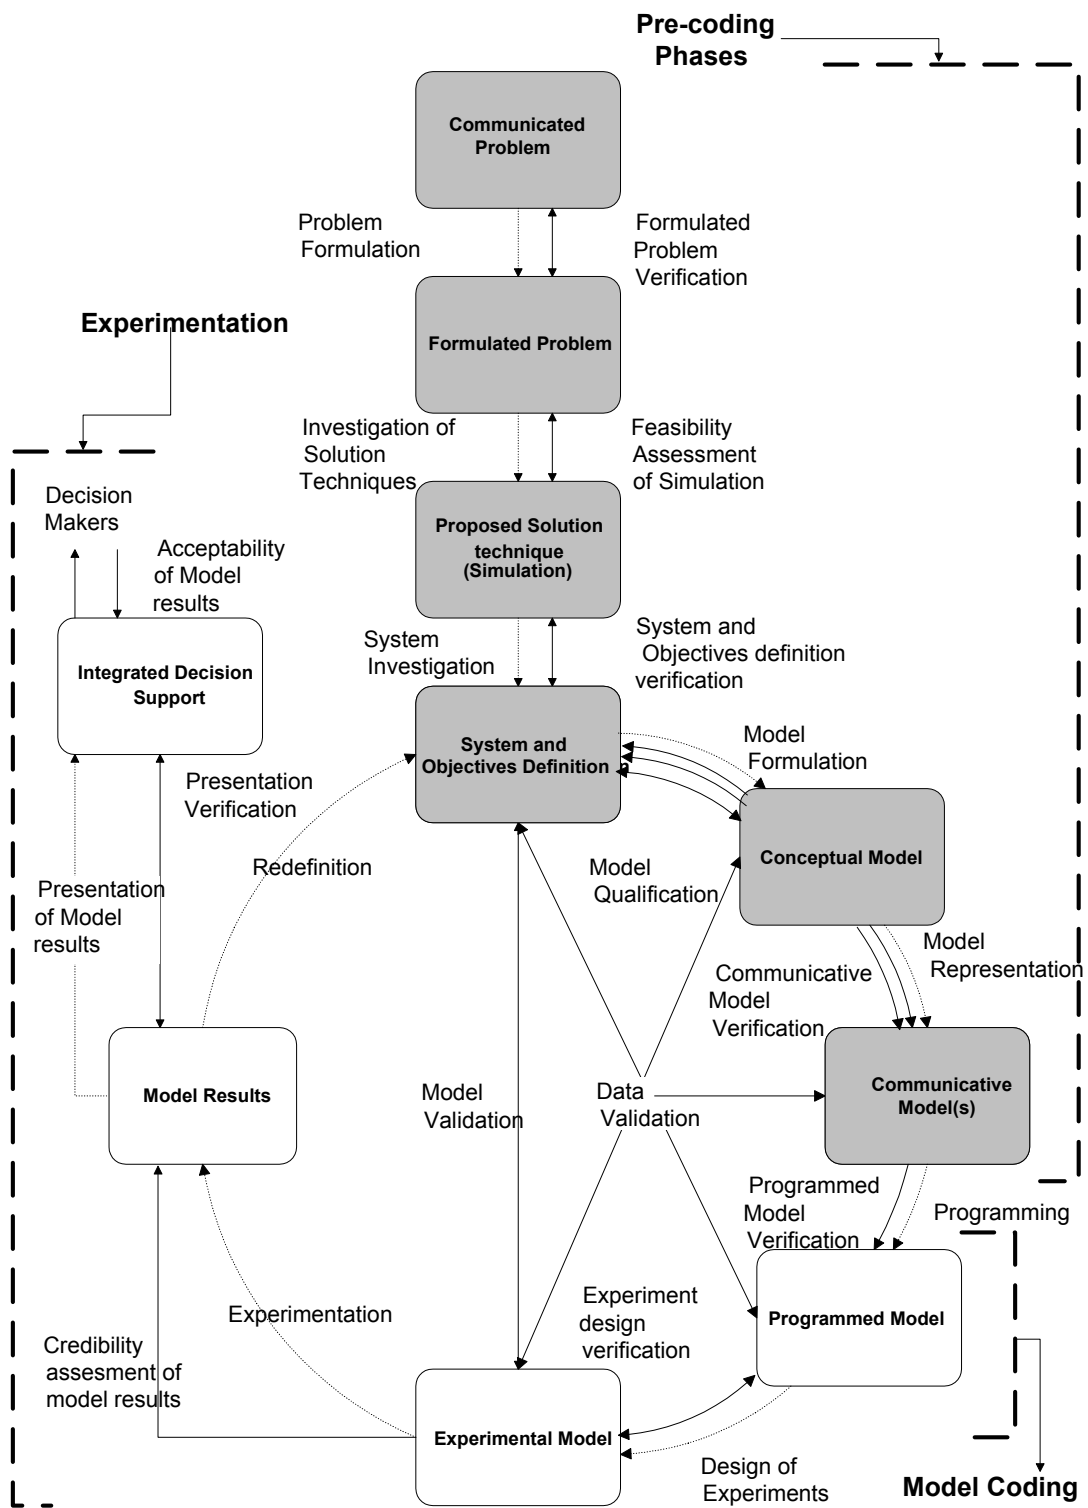 Pre-coding
Phases
Communicated
Problem
Problem
Formulation
Formulated
Problem
Verification
Experimentation
Formulated Problem
Investigation of
Solution
Techniques
Feasibility
Assessment
of Simulation
Decision
Makers
Proposed Solution
technique
(Simulation)
Acceptability
of Model
results
System
Investigation
System and
Objectives definition
verification
Integrated Decision
Support
System and
Objectives Definition
Model
Formulation
Presentation
Verification
Redefinition
Model
Qualification
Conceptual Model
Presentation
of Model
results
Communicative
Model
Verification
Model
Representation
Model Results
Model
Validation
Data
Validation
Communicative
Model(s)
Programmed
Model
Verification
Programming
Experimentation
Experiment
design
verification
Programmed Model
Credibility
assesment of
model results
Experimental Model
Design of
Experiments
Model Coding